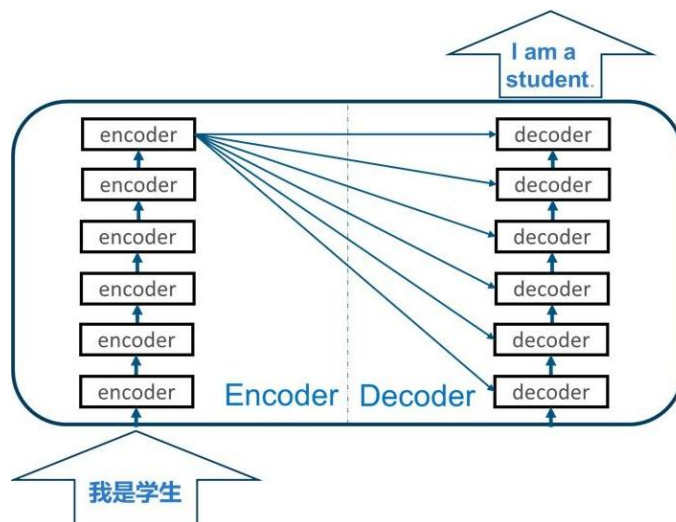 I am a
student.
encoder
decoder
encoder
decoder
encoder
decoder
encoder
decoder
encoder
decoder
encoder
Encoder
Decoder
decoder
我是学生